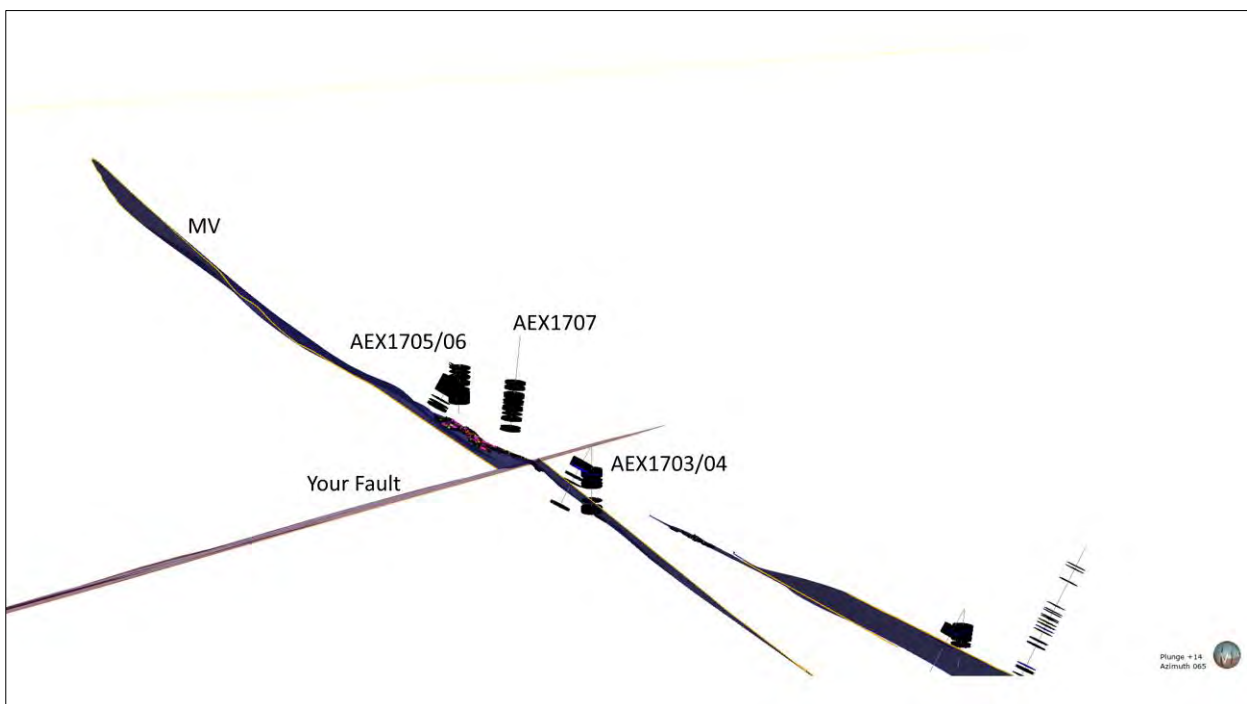 MV
AEX1707
AEX1705/06
AEX1703/04
Your Fault
Plunge +14
Azimuth 065